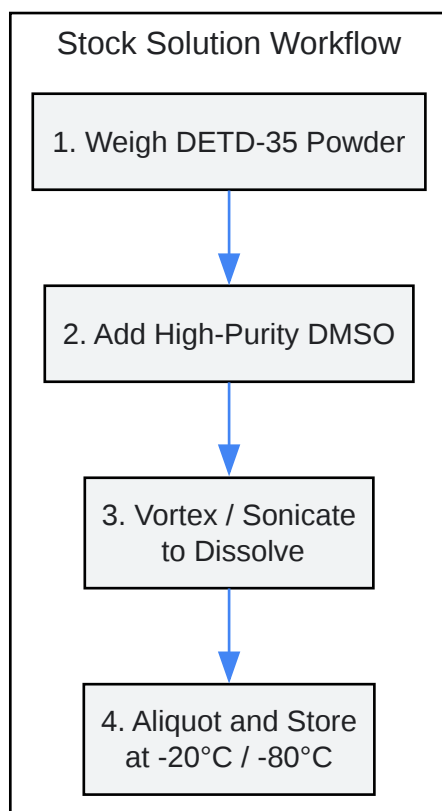 Stock Solution Workflow
1. Weigh DETD-35 Powder
2. Add High-Purity DMSO
3. Vortex / Sonicate
to Dissolve
4. Aliquot and Store
at -20°C / -80°C